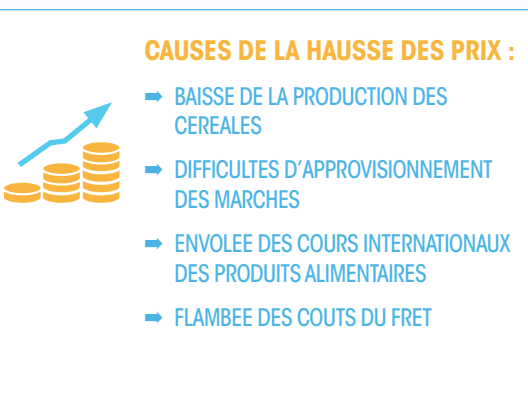 CAUSES DE LA HAUSSE DES PRIX :
➡ BAISSE DE LA PRODUCTION DES
CEREALES
➡ DIFFICULTES D'APPROVISIONNEMENT
DES MARCHES
➡ ENVOLEE DES COURS INTERNATIONAUX
DES PRODUITS ALIMENTAIRES
➡ FLAMBEE DES COUTS DU FRET